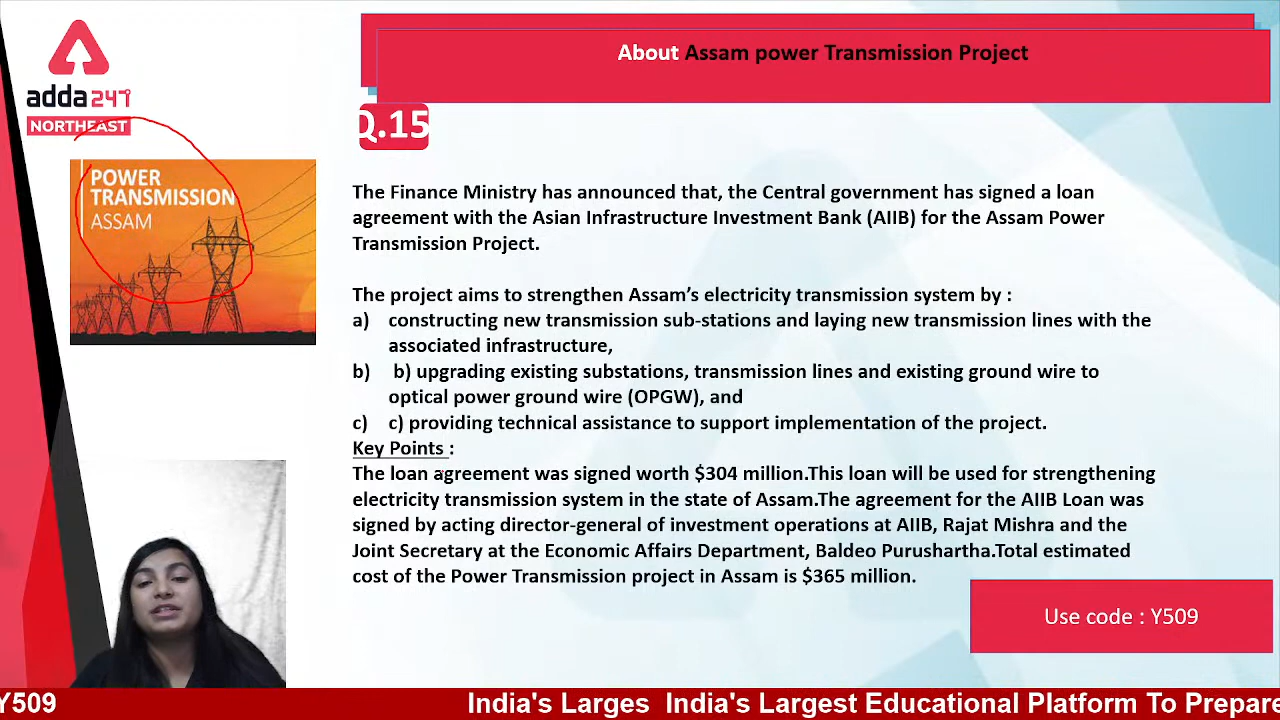 About Assam power Transmission Project
adda247
NORTHEAST
Q.15
POWER
TRANSMISSION
ASSAM
The Finance Ministry has announced that, the Central government has signed a loan
agreement with the Asian Infrastructure Investment Bank (AIIB) for the Assam Power
Transmission Project.
The project aims to strengthen Assam’s electricity transmission system by :
a) constructing new transmission sub-stations and laying new transmission lines with the
associated infrastructure,
b) b) upgrading existing substations, transmission lines and existing ground wire to
optical power ground wire (OPGW), and
c) c) providing technical assistance to support implementation of the project.
Key Points :
The loan agreement was signed worth $304 million.This loan will be used for strengthening
electricity transmission system in the state of Assam.The agreement for the AIIB Loan was
signed by acting director-general of investment operations at AIIB, Rajat Mishra and the
Joint Secretary at the Economic Affairs Department, Baldeo Purushartha.Total estimated
cost of the Power Transmission project in Assam is $365 million.
Use code : Y509
Y509 India's Larges India's Largest Educational Platform To Prepare